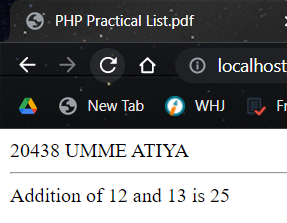 PHP Practical List.pdf
localhost
New Tab
WHJ
20438 UMME ATIYA
Addition of 12 and 13 is 25